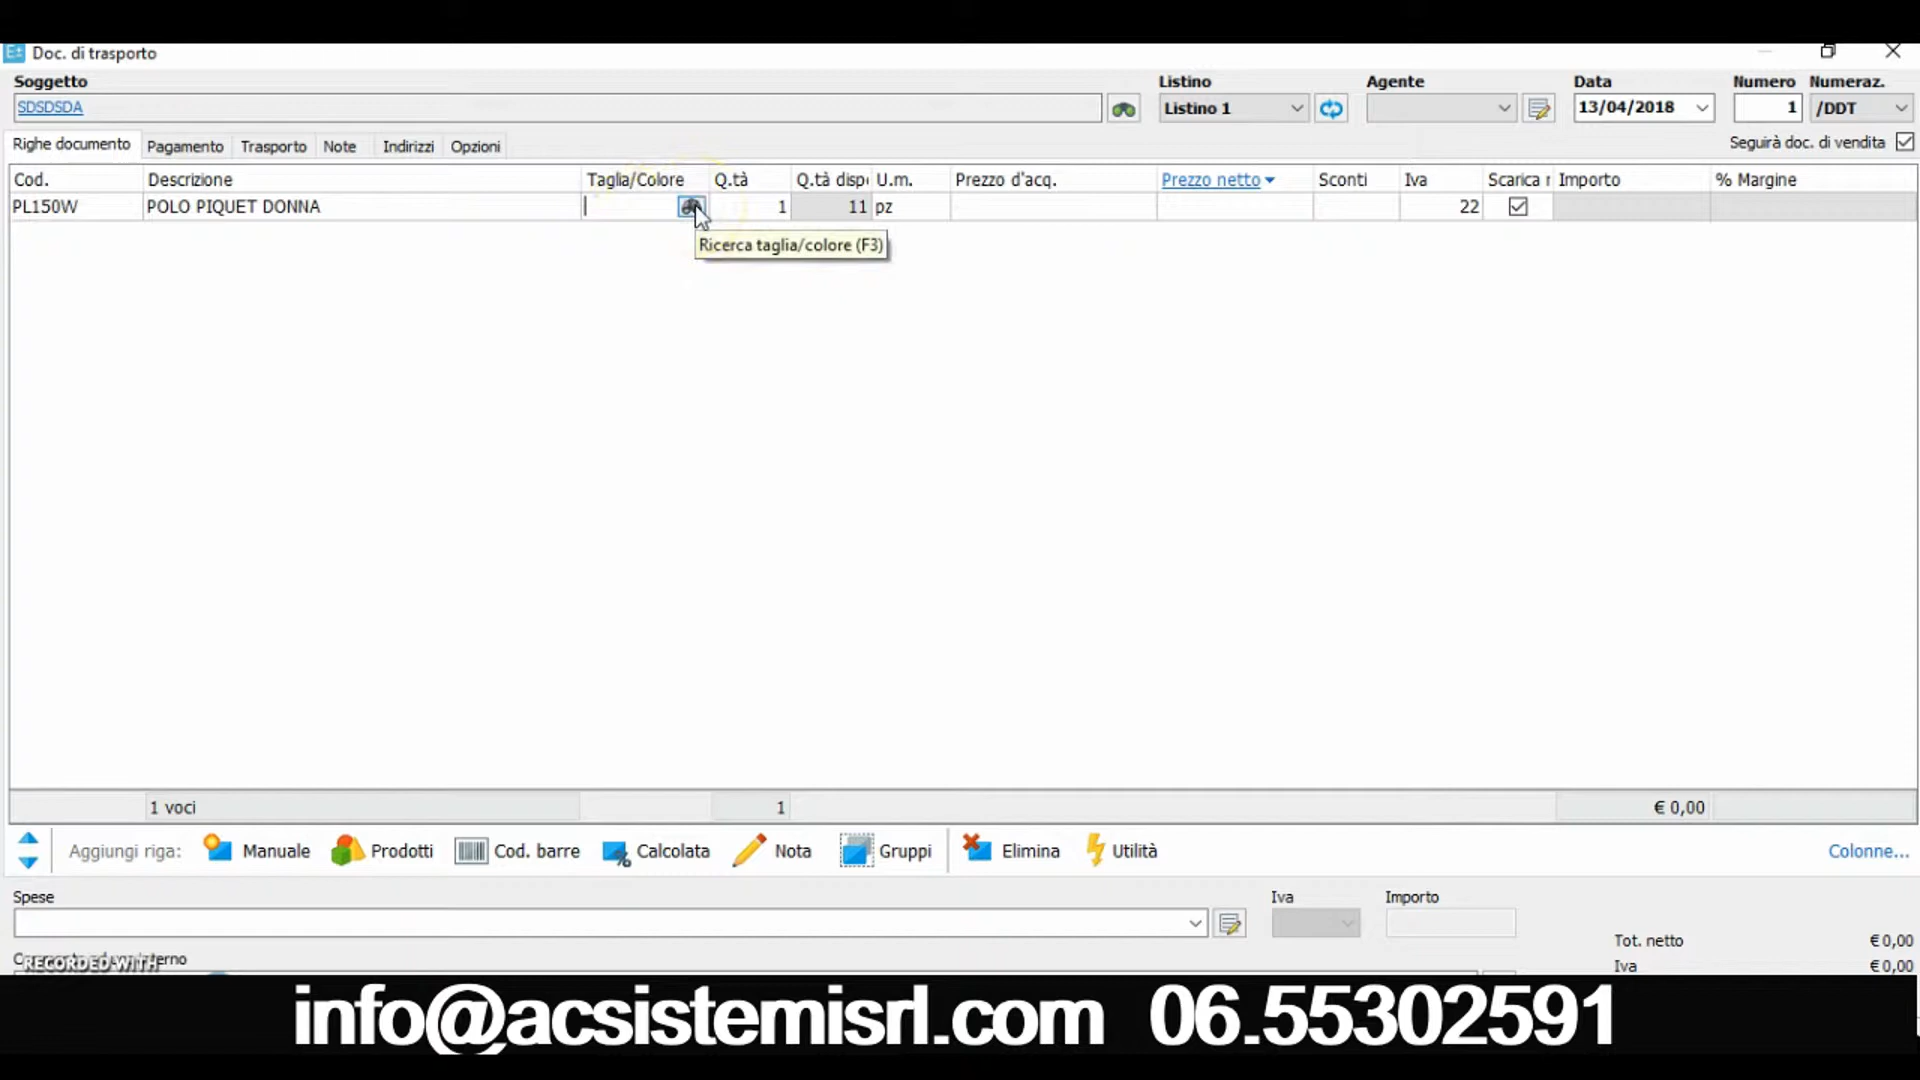 Doc. di trasporto
Soggetto Listino Agente Data Numero Numeraz.
SDSDSDA Listino 1 13/04/2018 1 /DDT
Righe documento Pagamento Trasporto Note Indirizzi Opzioni Seguirà doc. di vendita
Cod. Descrizione Taglia/Colore Q.tà Q.tà disp U.m. Prezzo d'acq. Prezzo netto Sconti Iva Scarica Importo % Margine
PL150W POLO PIQUET DONNA 1 11 pz 22
Ricerca taglia/colore (F3)
1 voci 1 € 0,00
Aggiungi riga: Manuale Prodotti Cod. barre Calcolata Nota Gruppi Elimina Utilità Colonne...
Spese Iva Importo
Tot. netto € 0,00
RECORDED WITH
Iva € 0,00
info@acsistemisrl.com 06.55302591